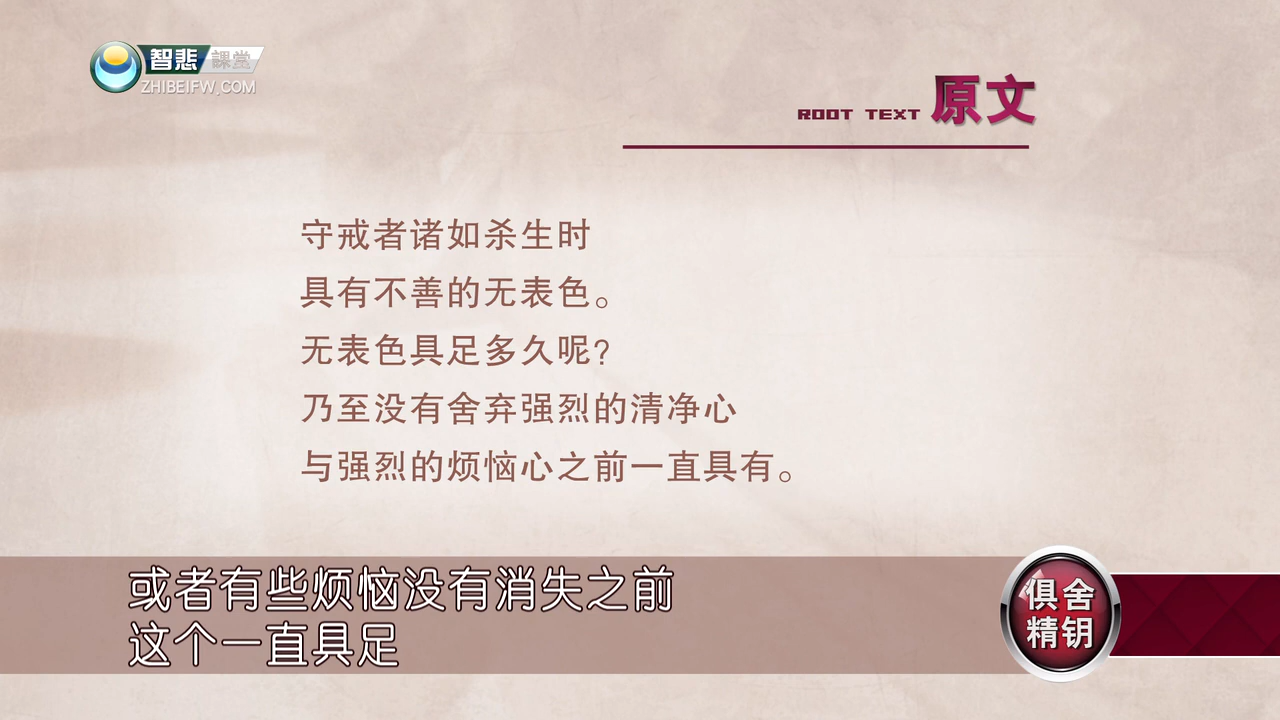 智悲 課堂
ZHIBEIFW.COM
ROOT TEXT 原文
守戒者诸如杀生时
具有不善的无表色。
无表色具足多久呢?
乃至没有舍弃强烈的清净心
与强烈的烦恼心之前一直具有。
或者有些烦恼没有消失之前
这个一直具足
俱舍
精钥